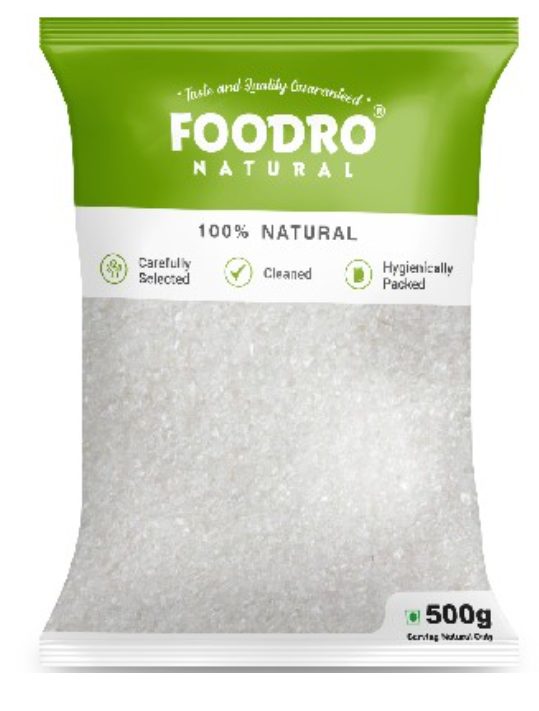 Taste and Quality Guaranteed
FOODRO®
NATURAL
100% NATURAL
Carefully
Selected
Cleaned
Hygienically
Packed
500g
Serving Natural Only